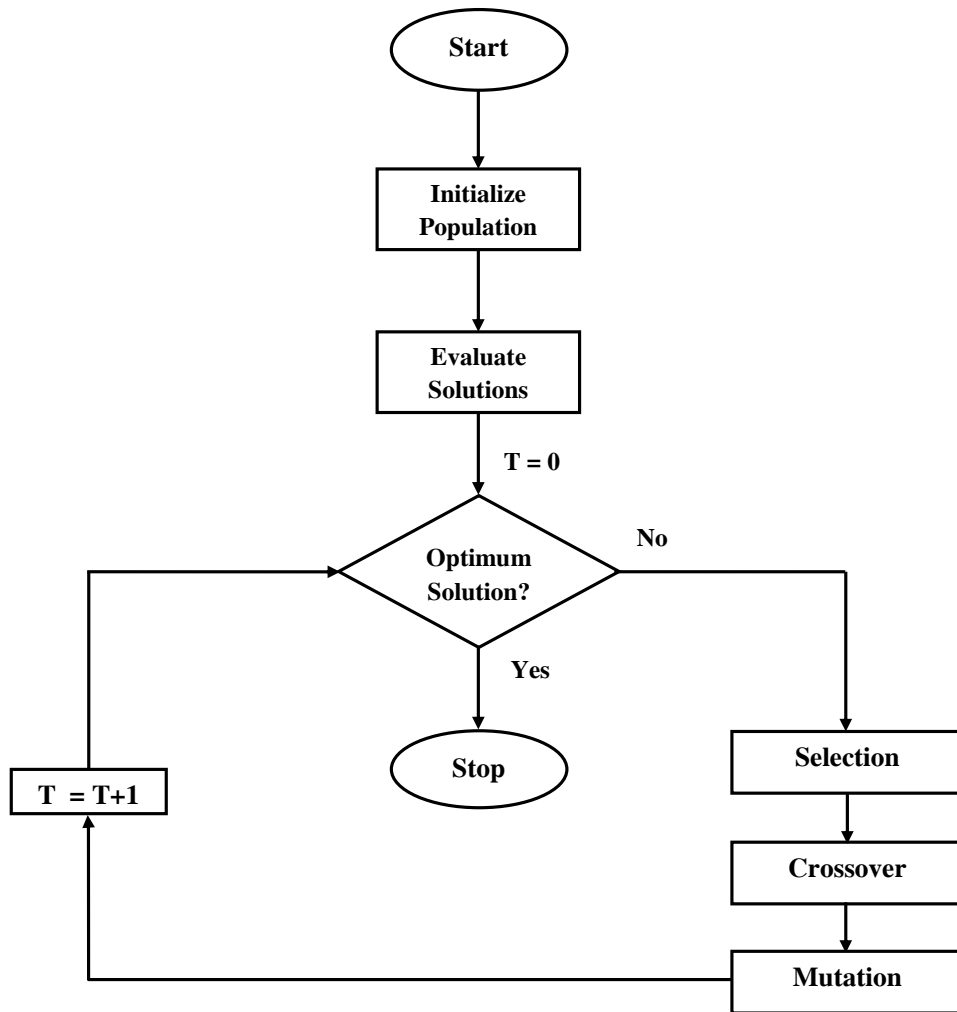 Start
Initialize
Population
Evaluate
Solutions
T = 0
Optimum
Solution?
No
Yes
Stop
Selection
T = T+1
Crossover
Mutation